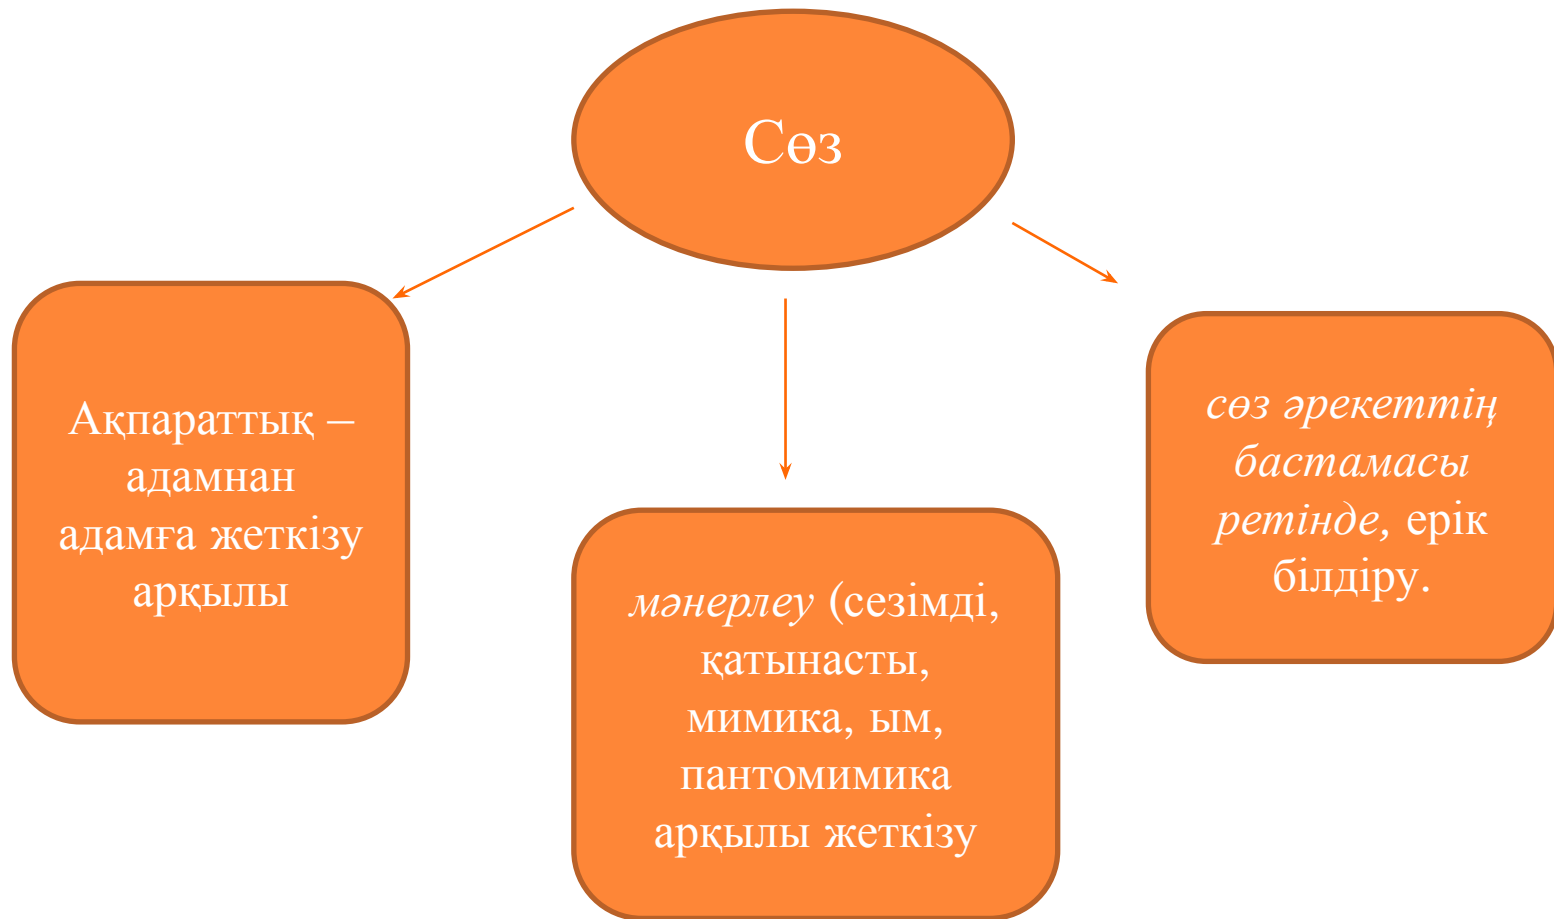 Сөз
Ақпараттық –
адамнан
адамға жеткізу
арқылы
мәнерлеу (сезімді,
қатынасты,
мимика, ым,
пантомимика
арқылы жеткізу
сөз әрекеттің
бастамасы
ретінде, ерік
білдіру.